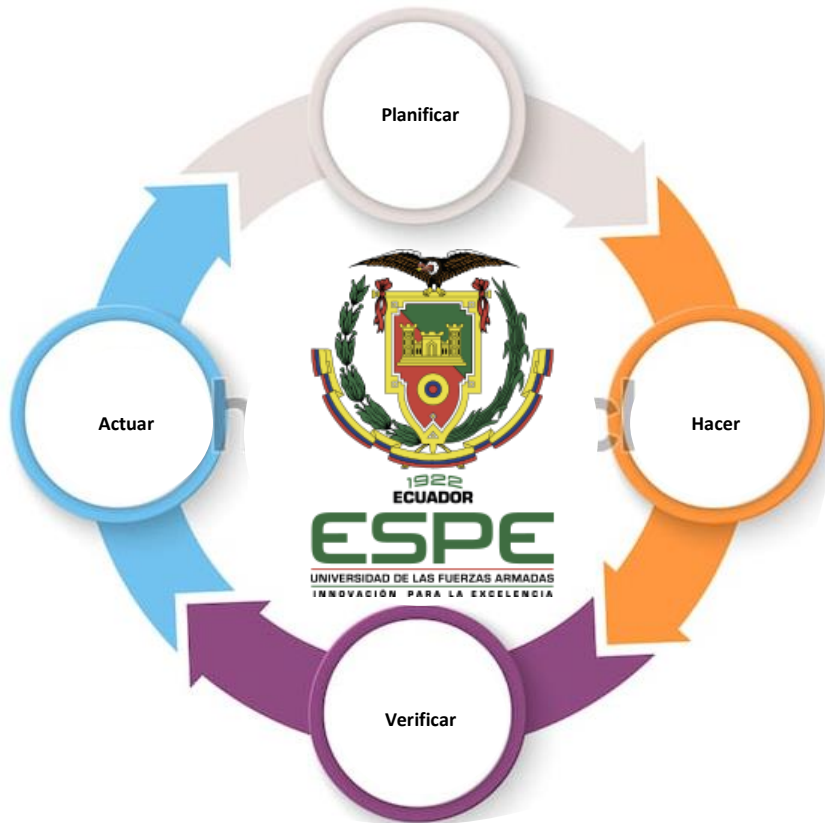 Planificar
Actuar
Hacer
1922
ECUADOR
ESPE
UNIVERSIDAD DE LAS FUERZAS ARMADAS
INNOVACIÓN PARA LA EXCELENCIA
Verificar